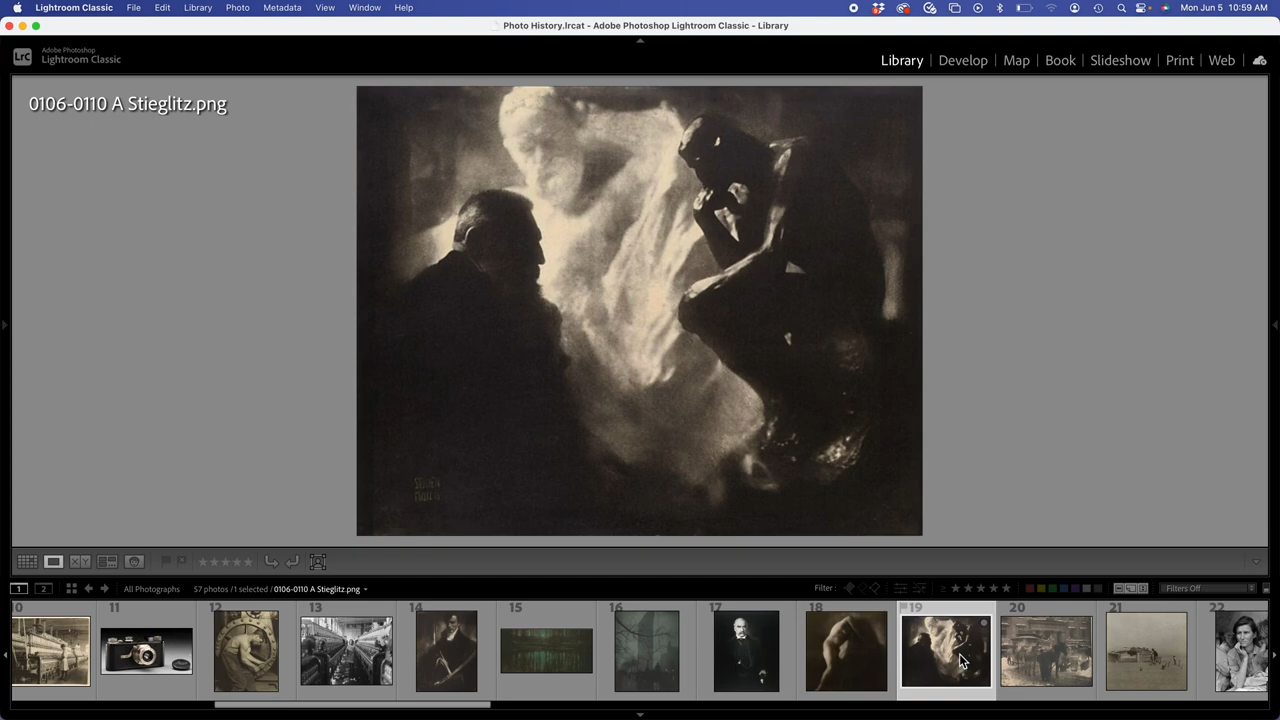 Lightroom Classic File Edit Library Photo Metadata View Window Help Mon Jun 5 10:59 AM
Photo History.lrcat - Adobe Photoshop Lightroom Classic - Library
LrC Adobe Photoshop
Lightroom Classic
Library | Develop | Map | Book | Slideshow | Print | Web
0106-0110 A Stieglitz.png
XY
1 2 All Photographs 57 photos / 1 selected / 0106-0110 A Stieglitz.png Filter : ≥ Filters Off
0 11 12 13 14 15 16 17 18 19 20 21 22